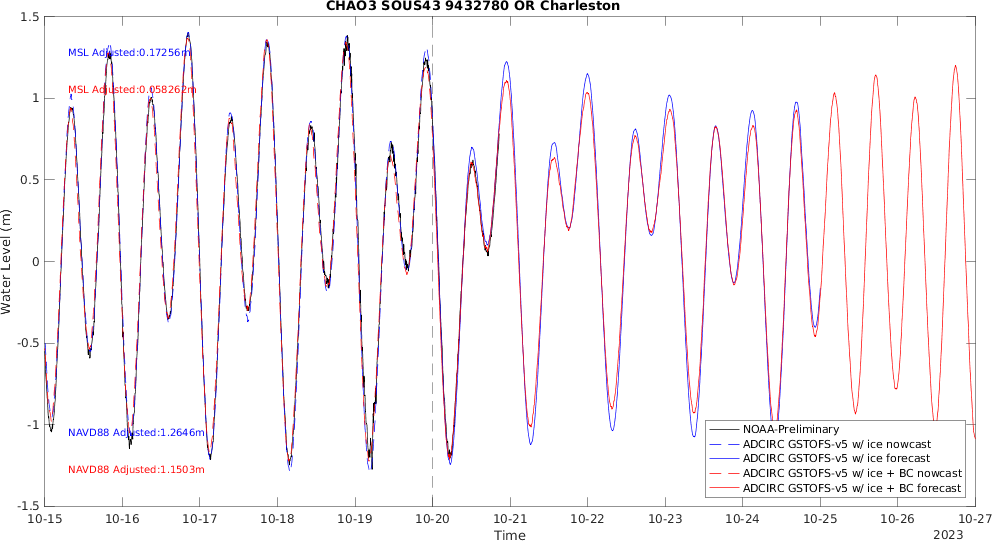 CHAO3 SOUS43 9432780 OR Charleston
1.5
MSL Adjusted:0.17256m
1
MSL Adjusted:0.058262m
0.5
Water Level (m)
0
-0.5
-1
NAVD88 Adjusted:1.2646m
NAVD88 Adjusted:1.1503m
-1.5
NOAA-Preliminary
ADCIRC GSTOFS-v5 w/ ice nowcast
ADCIRC GSTOFS-v5 w/ ice forecast
ADCIRC GSTOFS-v5 w/ ice + BC nowcast
ADCIRC GSTOFS-v5 w/ ice + BC forecast
10-15 10-16 10-17 10-18 10-19 10-20 10-21 10-22 10-23 10-24 10-25 10-26 10-27
Time
2023